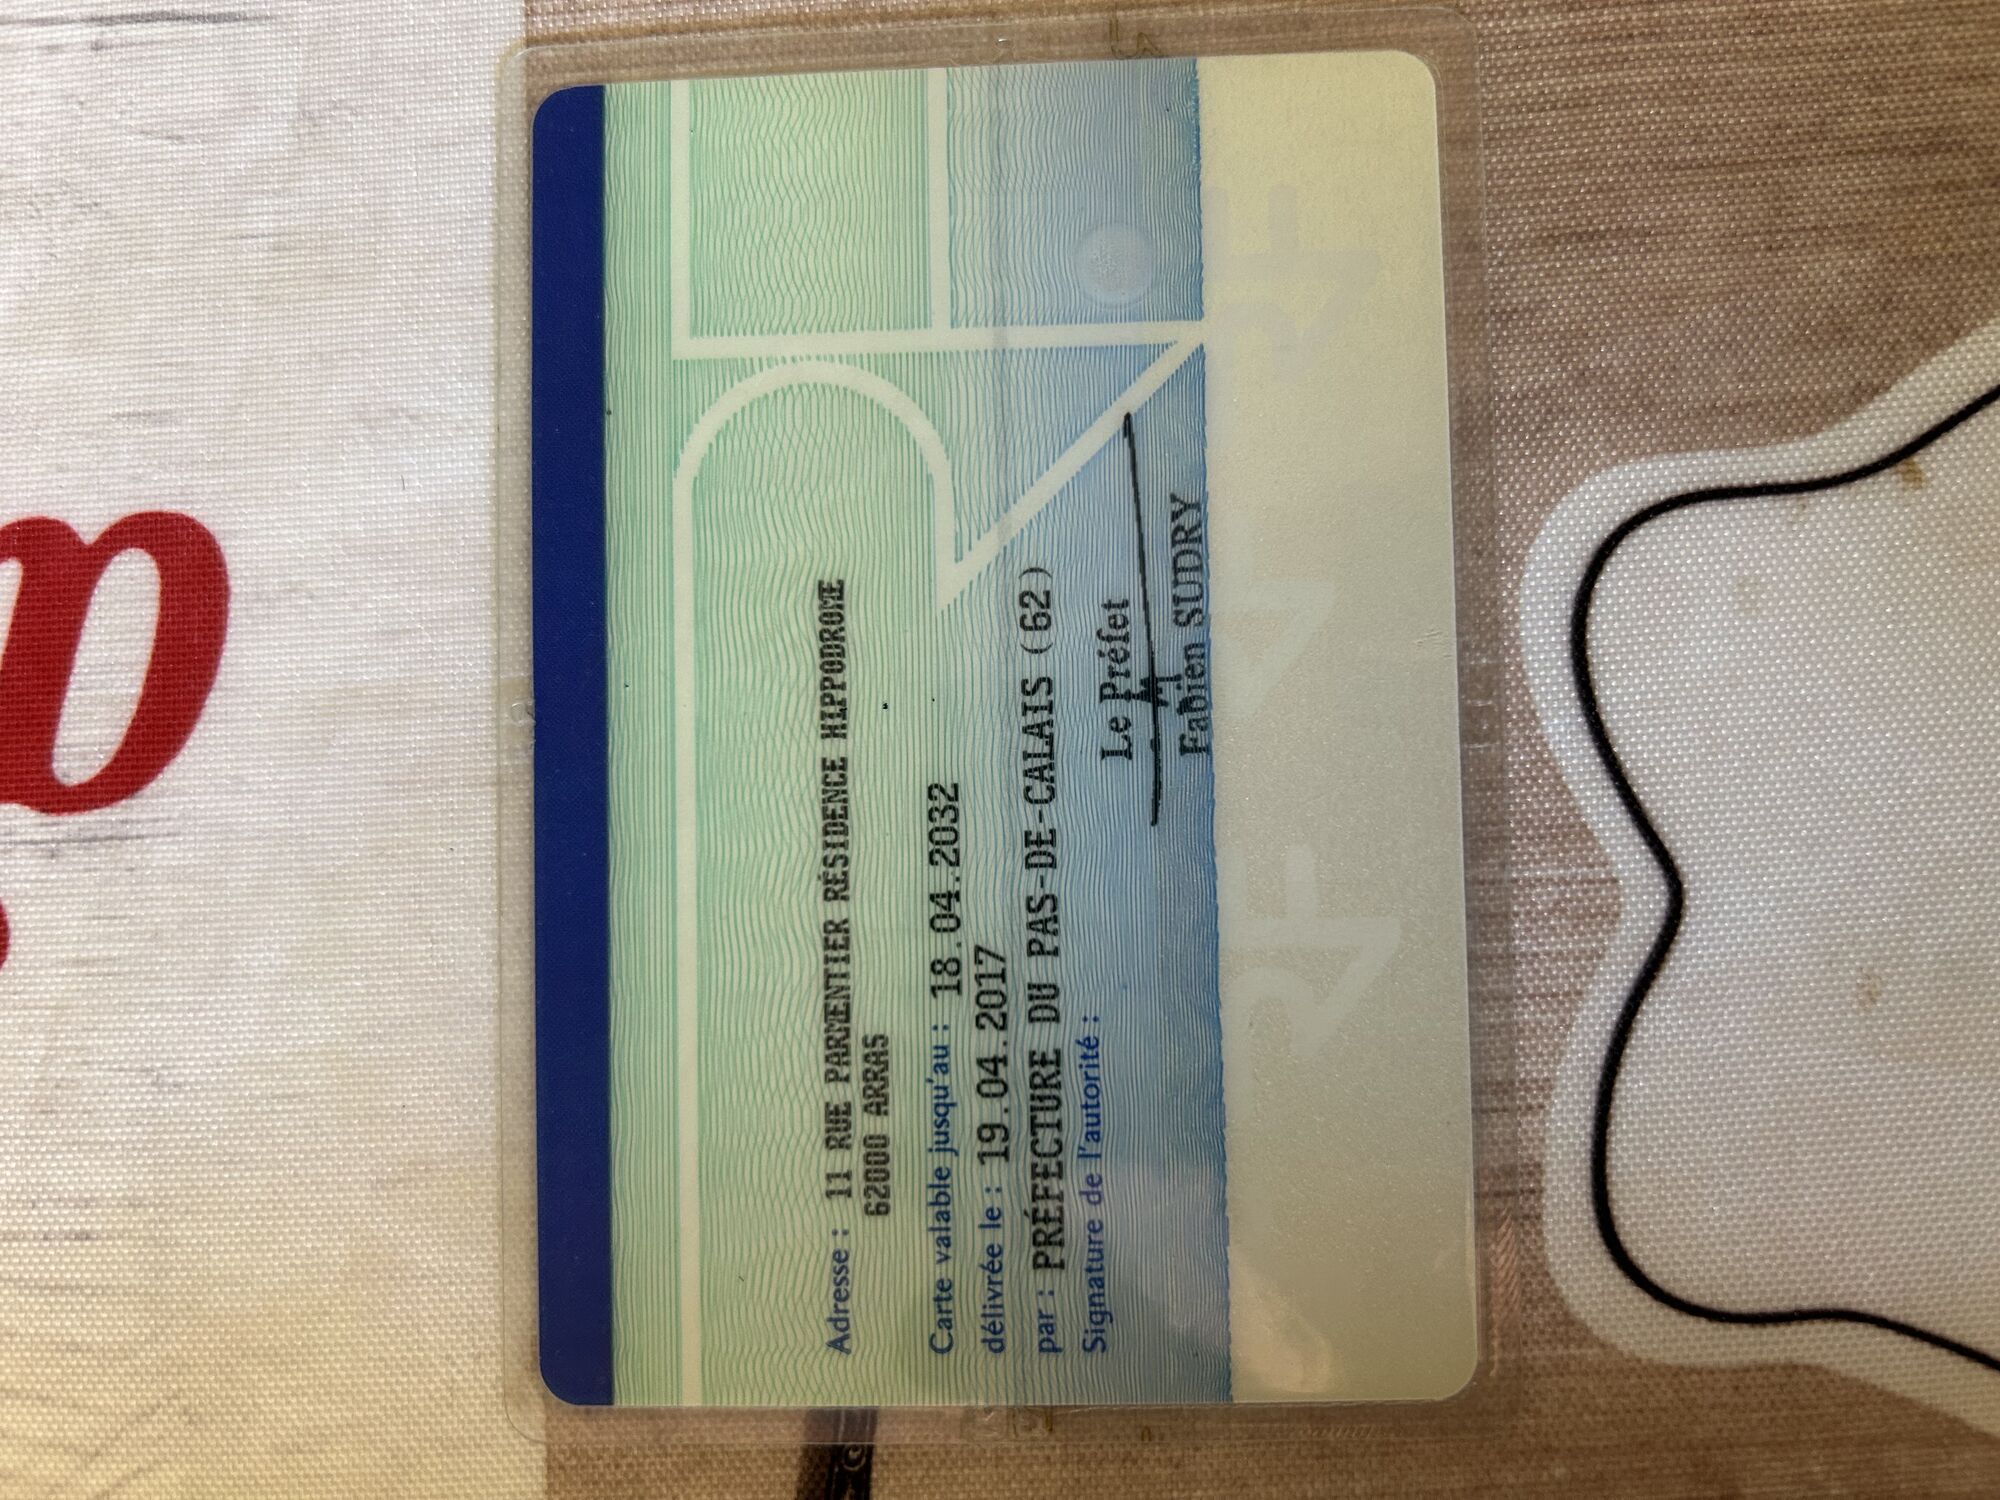 Adresse : 11 RUE PARMENTIER RÉSIDENCE HIPPODROME
62000 ARRAS
Carte valable jusqu'au : 18.04.2032
délivrée le : 19.04.2017
par : PRÉFECTURE DU PAS-DE-CALAIS (62)
Signature de l'autorité :
Le Préfet
Fabien SUDRY